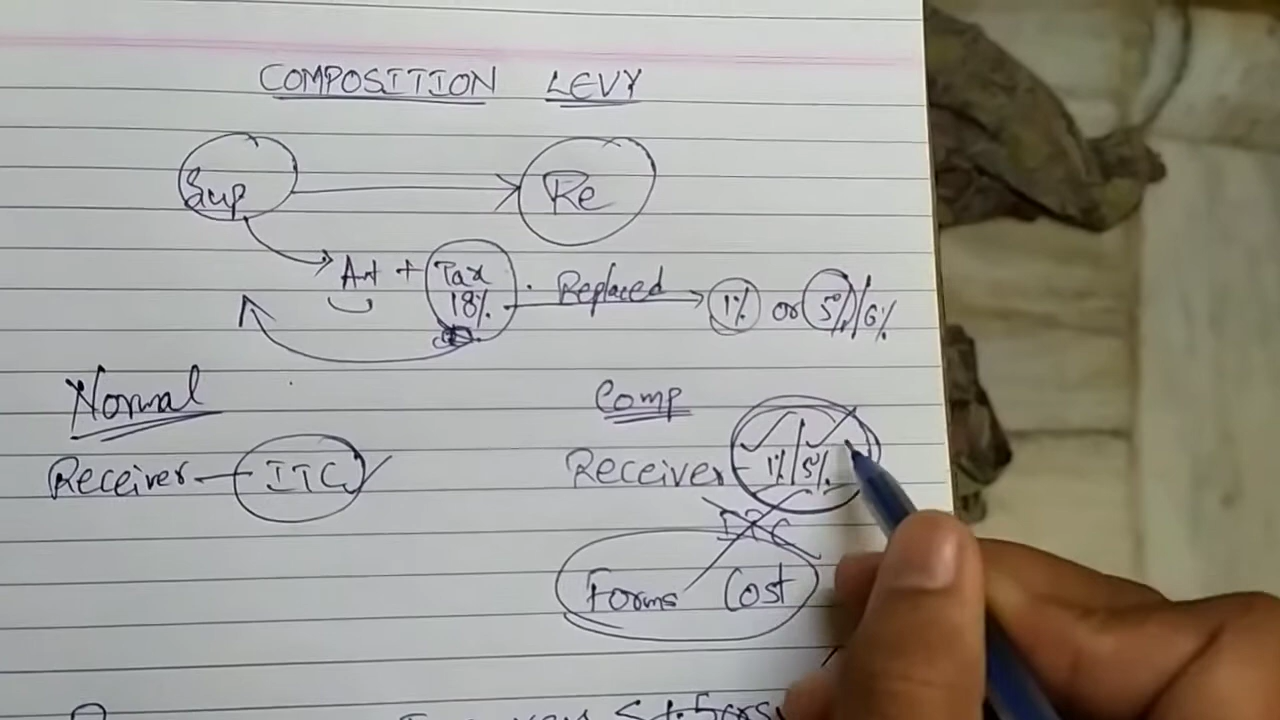 COMPOSITION LEVY
Sup Re
Amt + Tax Replaced 1% or 5%/6%
18%
Normal Comp
Receiver - ITC Receiver - 1%/5%
ITC
Forms Cost